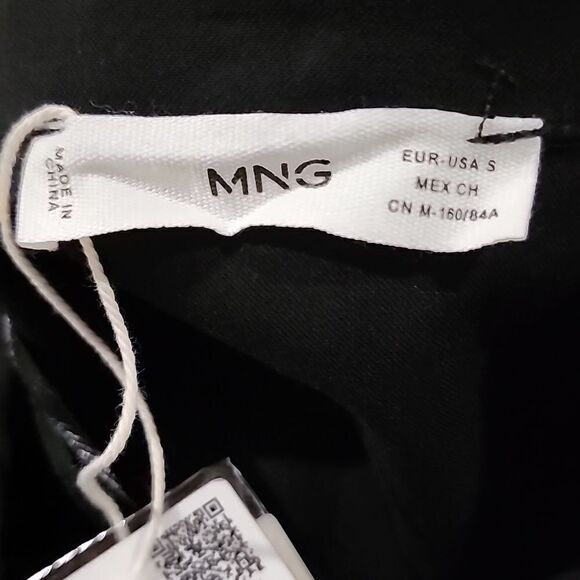 MADE IN
CHINA
MNG
EUR-USA S
MEX CH
CN M-160/84A